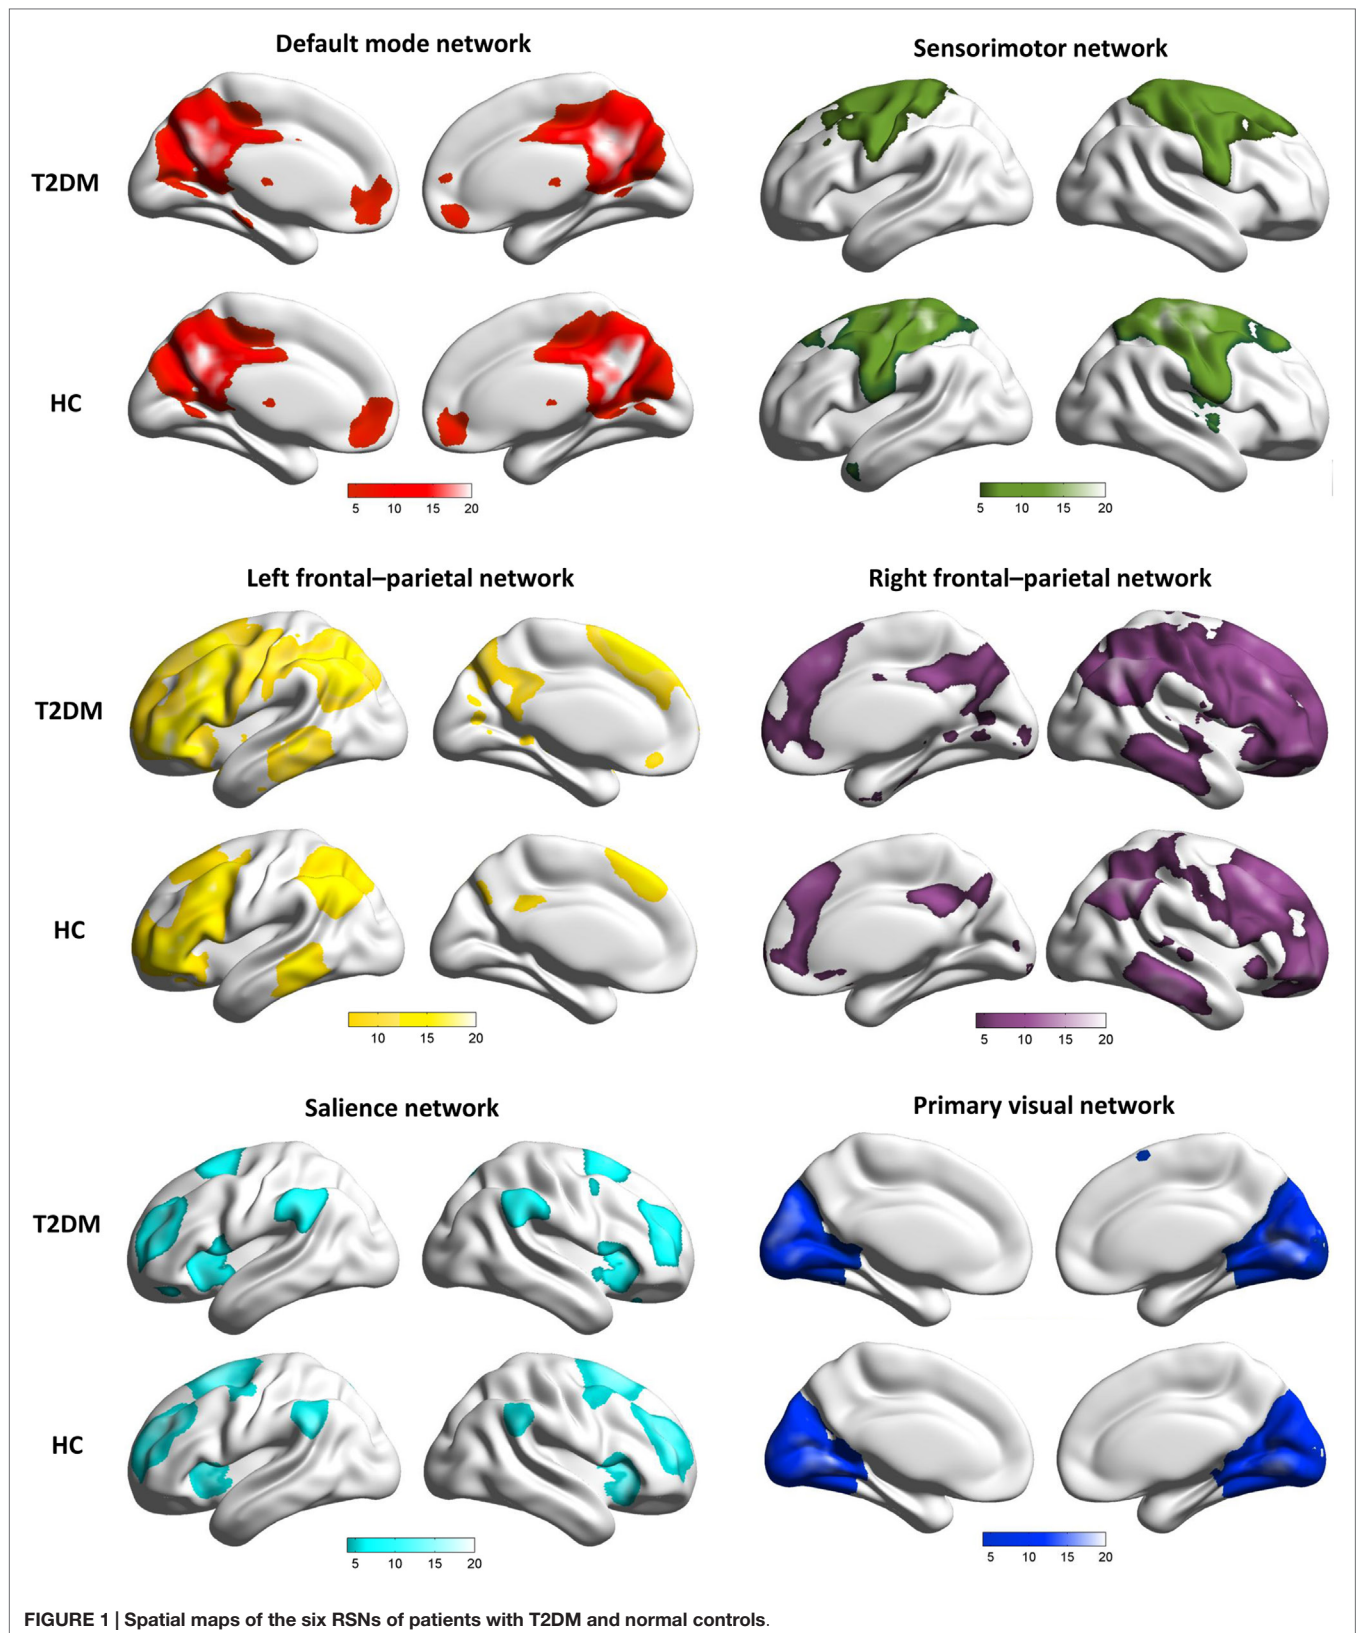 Default mode network
Sensorimotor network
T2DM
HC
5 10 15 20
5 10 15 20
Left frontal–parietal network
Right frontal–parietal network
T2DM
HC
10 15 20
5 10 15 20
Salience network
Primary visual network
T2DM
HC
5 10 15 20
5 10 15 20
FIGURE 1 | Spatial maps of the six RSNs of patients with T2DM and normal controls.